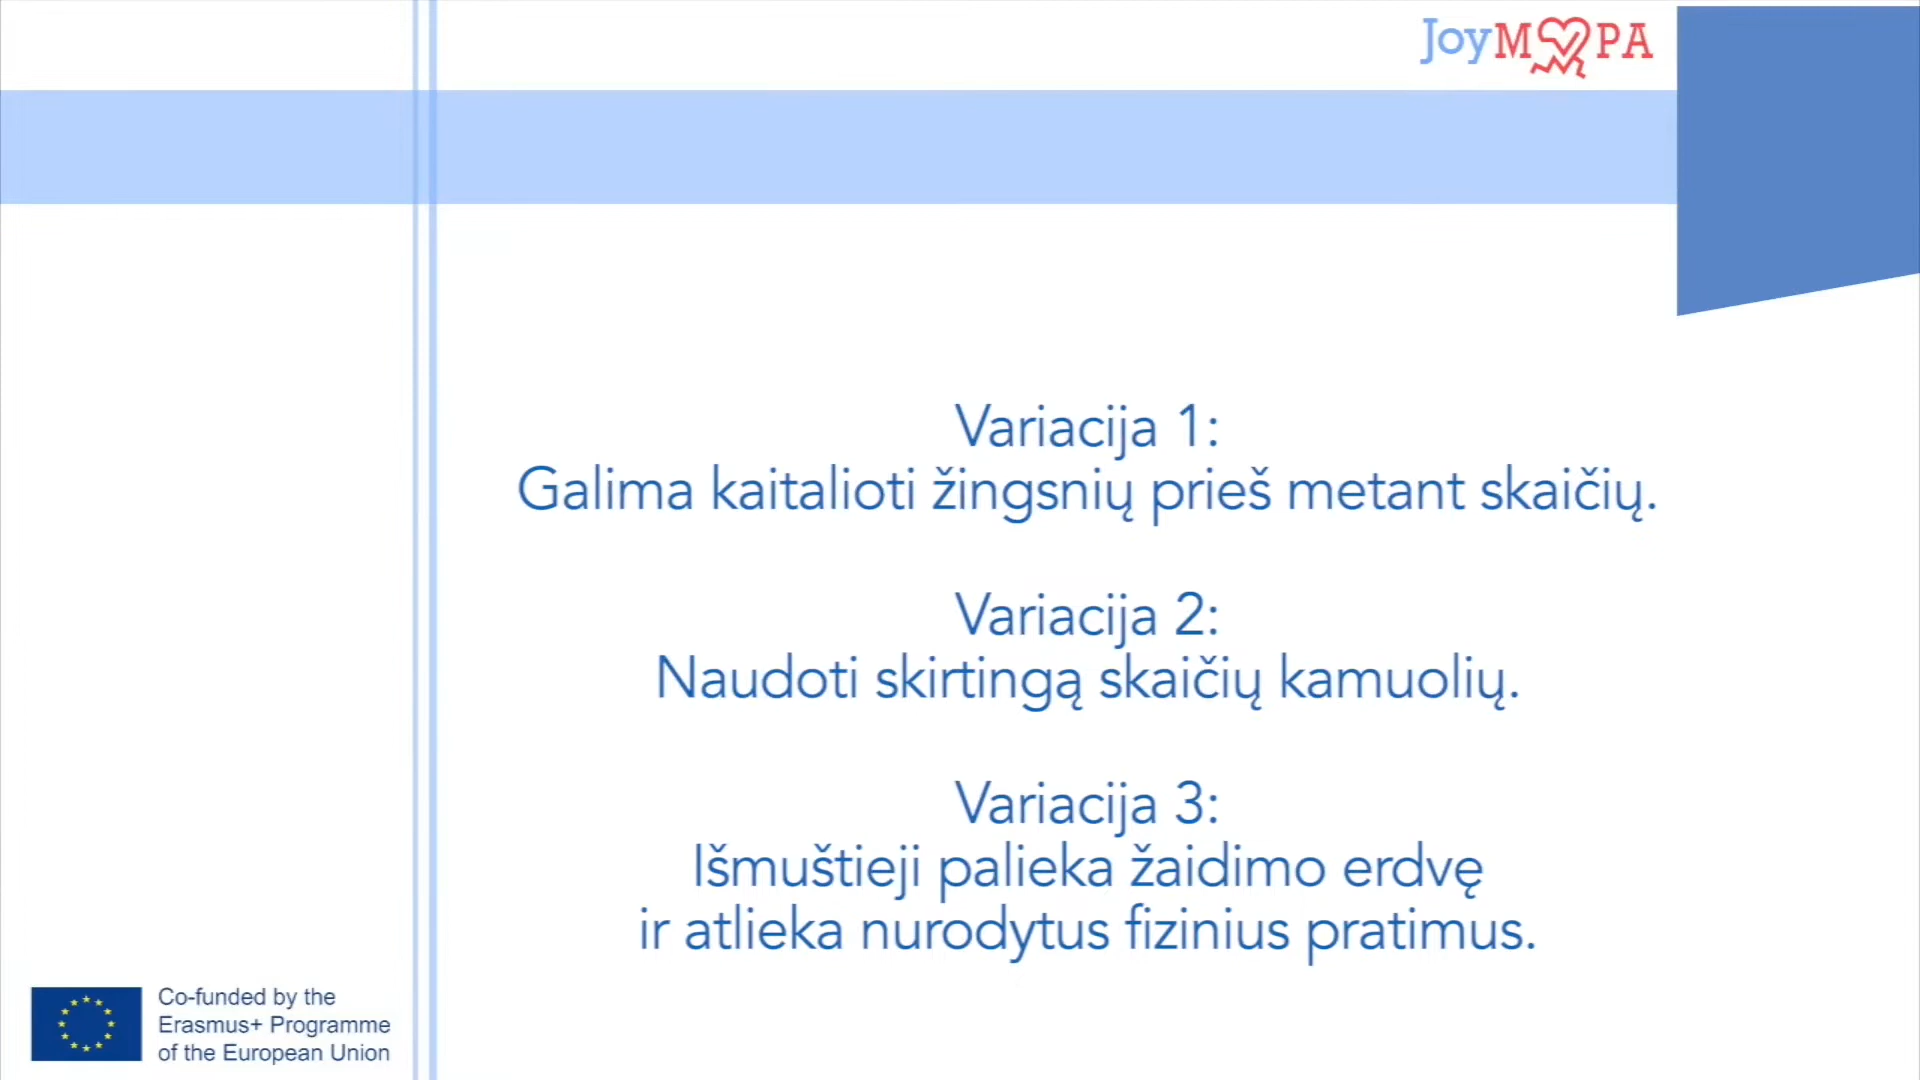 JoyMOPA
Variacija 1:
Galima kaitalioti žingsnių prieš metant skaičių.
Variacija 2:
Naudoti skirtingą skaičių kamuolių.
Variacija 3:
Išmuštieji palieka žaidimo erdvę
ir atlieka nurodytus fizinius pratimus.
Co-funded by the
Erasmus+ Programme
of the European Union